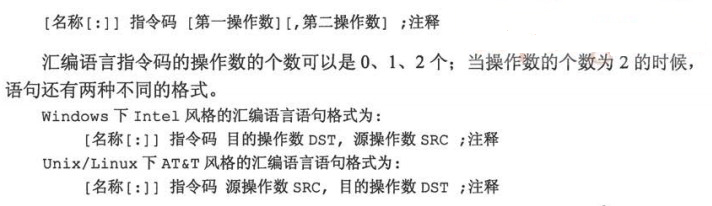 [名称[:]] 指令码 [第一操作数][,第二操作数] ;注释
汇编语言指令码的操作数的个数可以是 0、1、2 个；当操作数的个数为 2 的时候，
语句还有两种不同的格式。
Windows 下 Intel 风格的汇编语言语句格式为：
[名称[:]] 指令码 目的操作数 DST, 源操作数 SRC ;注释
Unix/Linux 下 AT&T 风格的汇编语言语句格式为：
[名称[:]] 指令码 源操作数 SRC, 目的操作数 DST ;注释